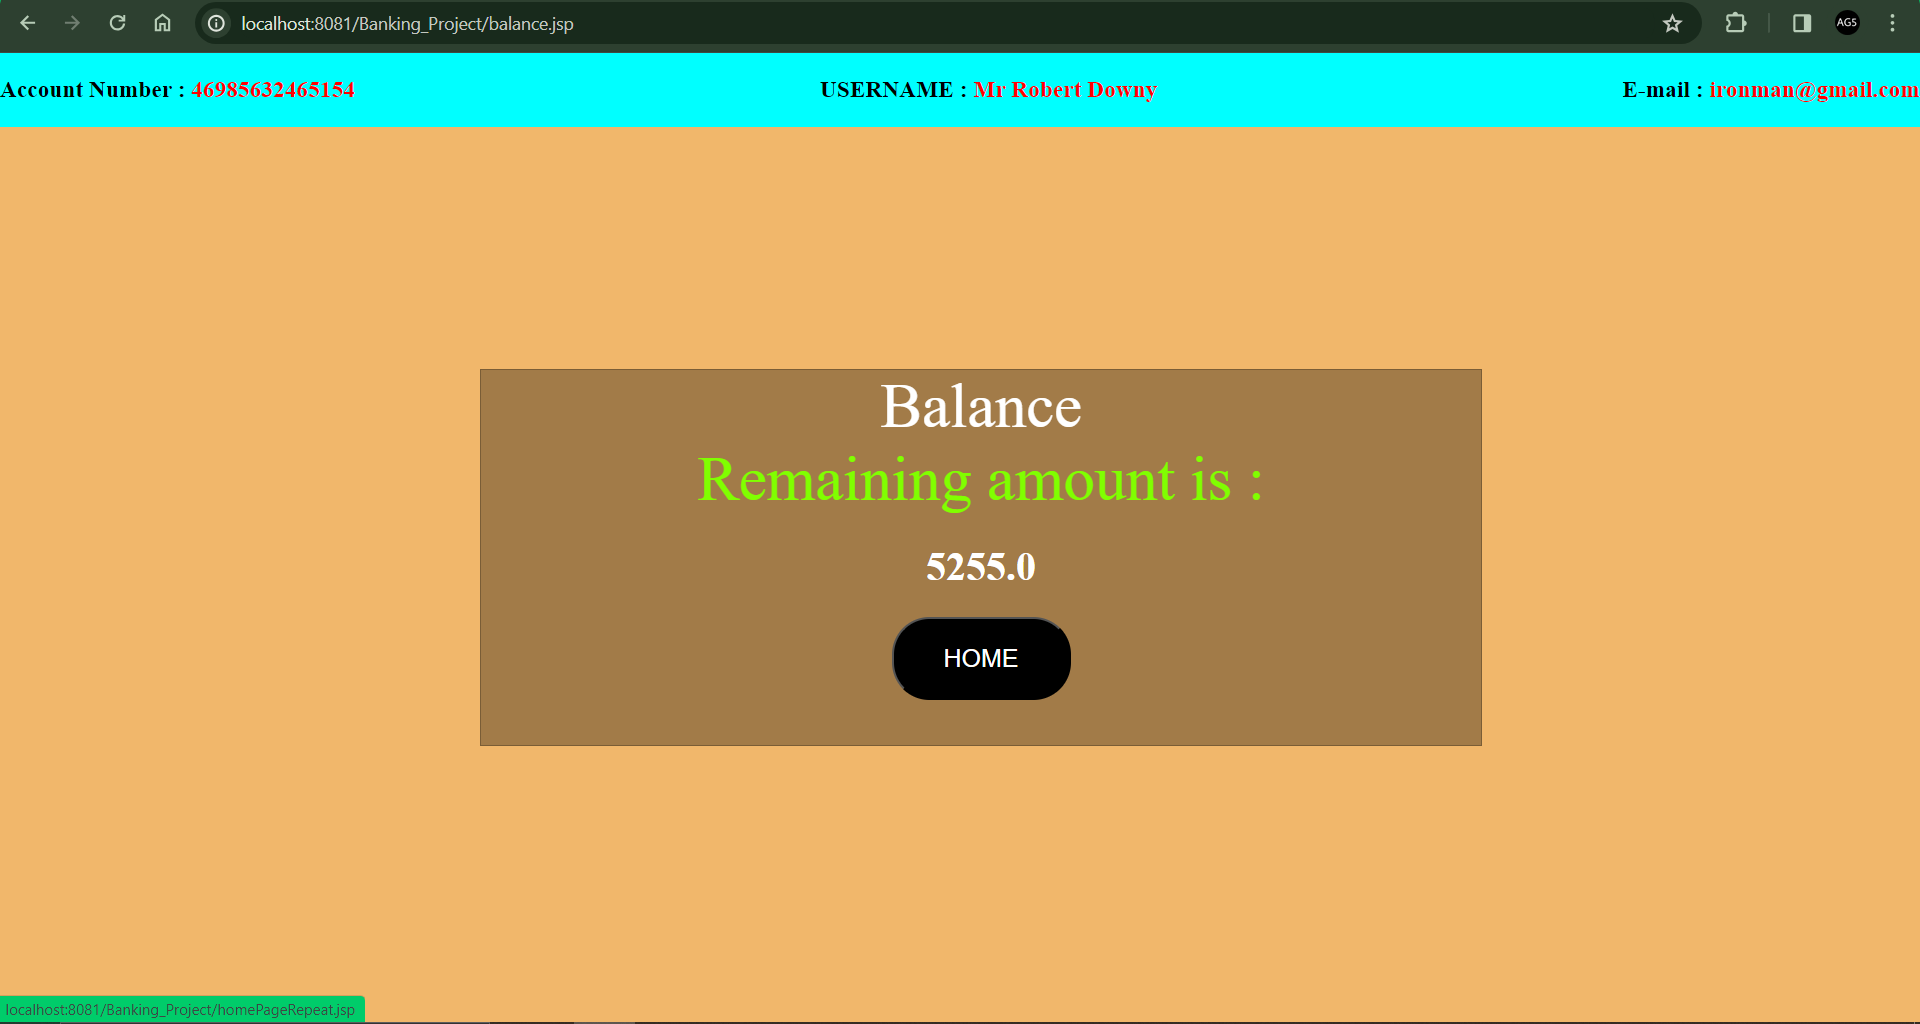 localhost:8081/Banking_Project/balance.jsp
AG5
Account Number : 46985632465154 USERNAME : Mr Robert Downy E-mail : ironman@gmail.com
Balance
Remaining amount is :
5255.0
HOME
localhost:8081/Banking_Project/homePageRepeat.jsp